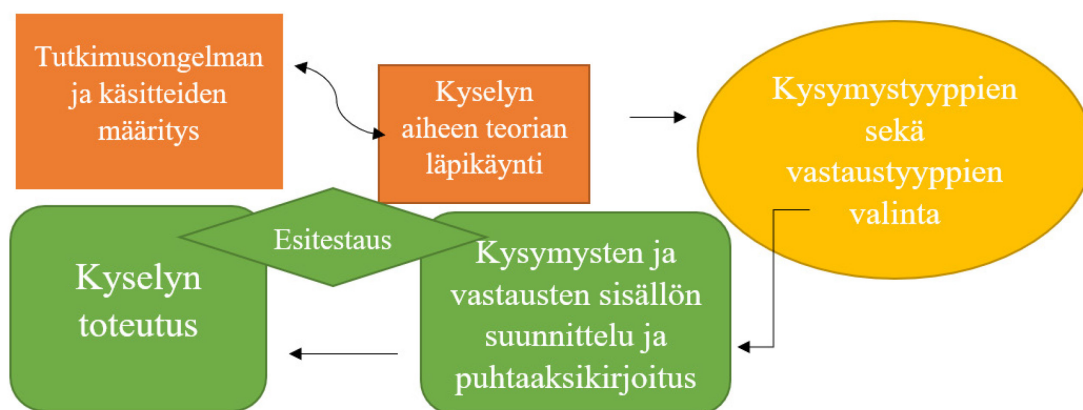 Tutkimusongelman
ja käsitteiden
määritys
Kyselyn
aiheen teorian
läpikäynti
Kysymystyyppien
sekä
vastaustyyppien
valinta
Kysymysten ja
vastausten sisällön
suunnittelu ja
puhtaaksikirjoitus
Esitestaus
Kyselyn
toteutus